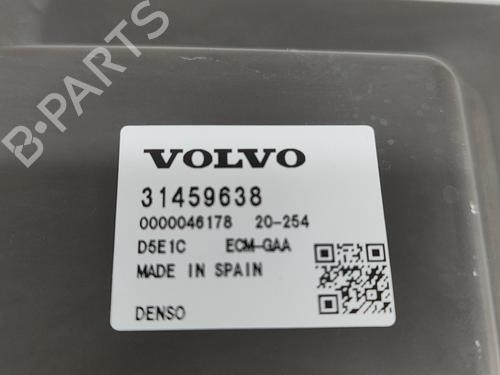 B-PARTS
VOLVO
31459638
0000046178 20-254
D5E1C ECM-GAA
MADE IN SPAIN
DENSO